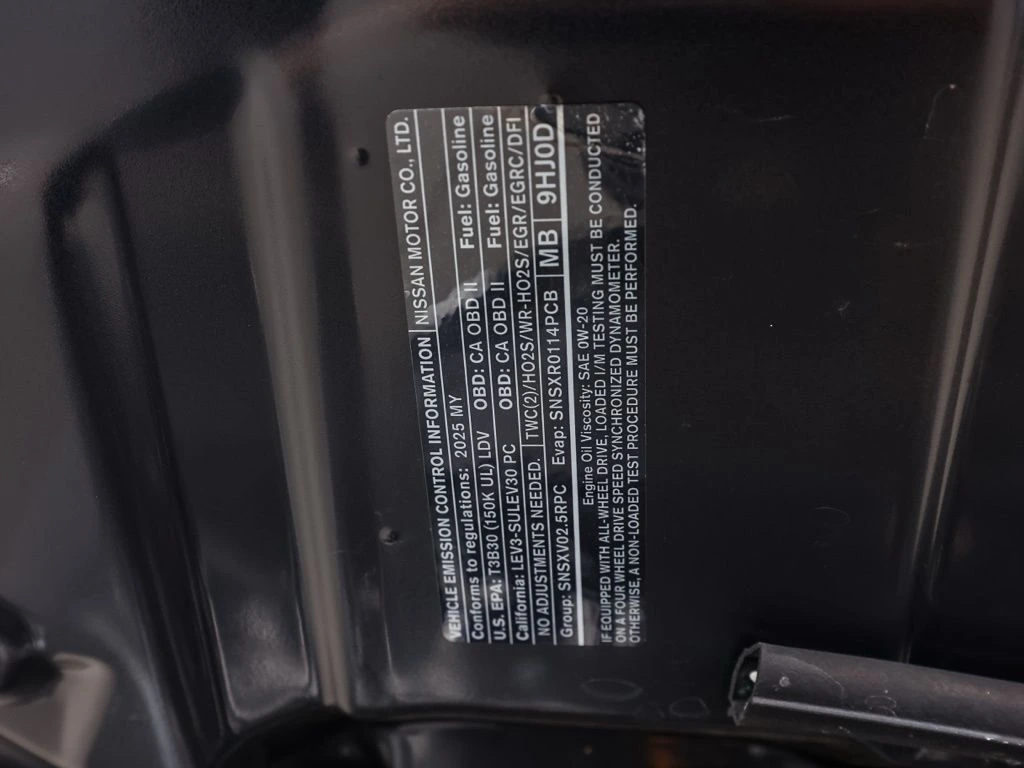 VEHICLE EMISSION CONTROL INFORMATION NISSAN MOTOR CO., LTD.
Conforms to regulations: 2025 MY
U.S. EPA: T3B30 (150K UL) LDV OBD: CA OBD II Fuel: Gasoline
California: LEV3-SULEV30 PC OBD: CA OBD II Fuel: Gasoline
NO ADJUSTMENTS NEEDED. TWC(2)/HO2S/WR-HO2S/EGR/EGRC/DFI
Group: SNSXV02.5RPC Evap: SNSXR0114PCB MB 9HJ0D
Engine Oil Viscosity: SAE 0W-20
IF EQUIPPED WITH ALL-WHEEL DRIVE, LOADED I/M TESTING MUST BE CONDUCTED
ON A FOUR WHEEL DRIVE SPEED SYNCHRONIZED DYNAMOMETER.
OTHERWISE, A NON-LOADED TEST PROCEDURE MUST BE PERFORMED.